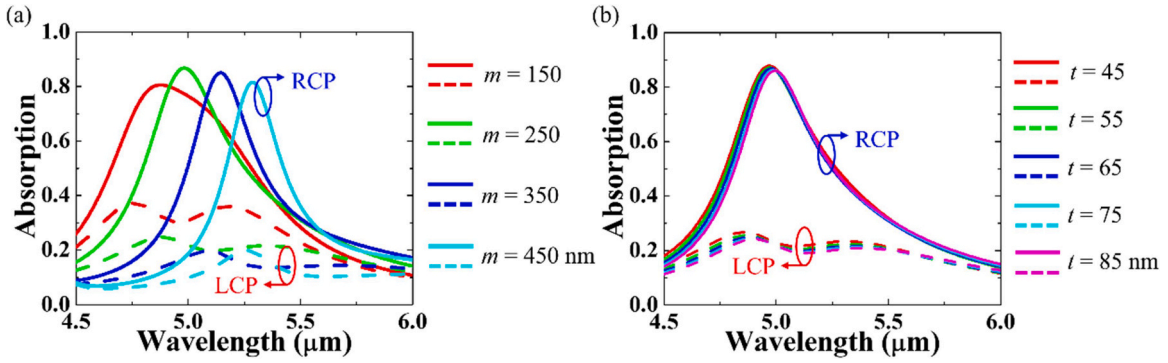 (a)
Absorption
1.0
0.8
0.6
0.4
0.2
0.0
4.5 5.0 5.5 6.0
Wavelength (μm)
RCP
LCP
m = 150
m = 250
m = 350
m = 450 nm
(b)
Absorption
1.0
0.8
0.6
0.4
0.2
0.0
4.5 5.0 5.5 6.0
Wavelength (μm)
RCP
LCP
t = 45
t = 55
t = 65
t = 75
t = 85 nm